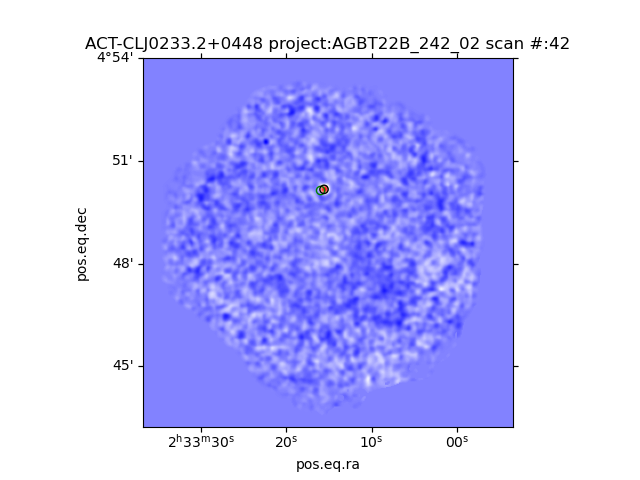 ACT-CLJ0233.2+0448 project:AGBT22B_242_02 scan #:42
4°54'
51'
48'
45'
pos.eq.dec
2ʰ33ᵐ30ˢ 20ˢ 10ˢ 00ˢ
pos.eq.ra